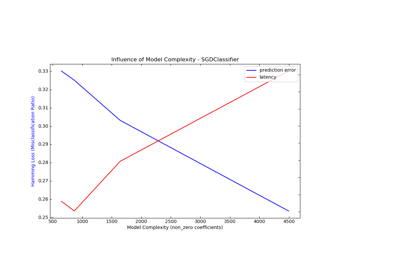 Influence of Model Complexity - SGDClassifier
prediction error
latency
Hamming Loss (Misclassification Ratio)
0.33
0.32
0.31
0.30
0.29
0.28
0.27
0.26
0.25
500 1000 1500 2000 2500 3000 3500 4000 4500
Model Complexity (non_zero coefficients)